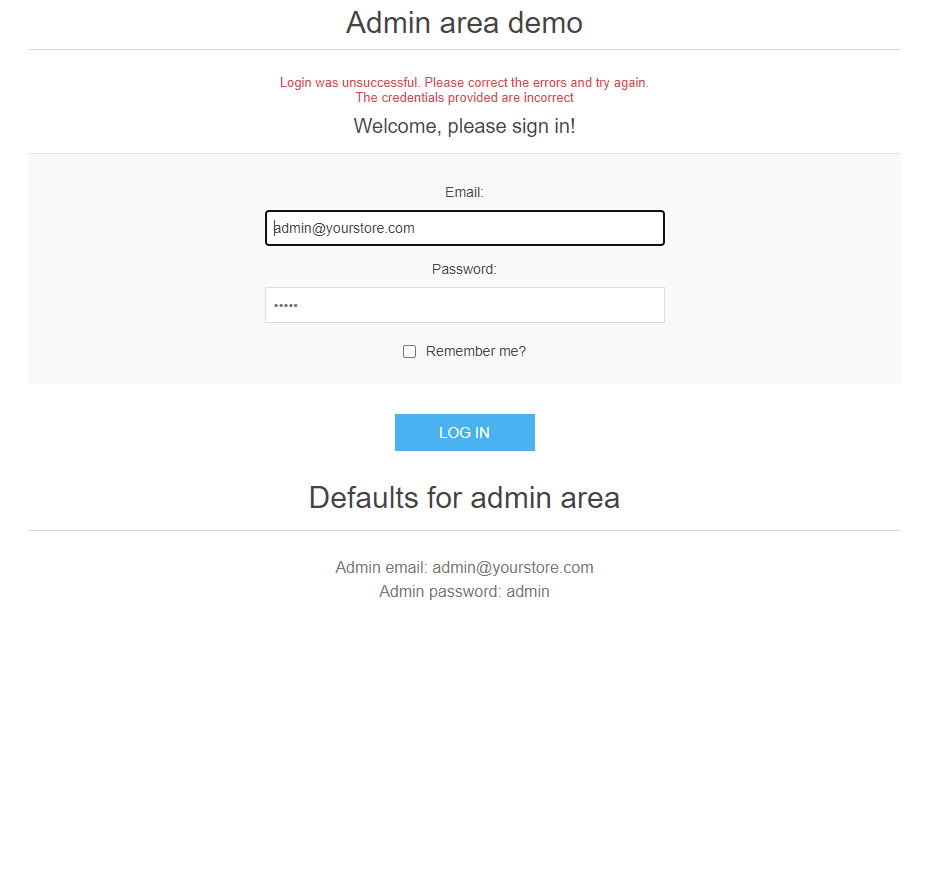 Admin area demo
Login was unsuccessful. Please correct the errors and try again.
The credentials provided are incorrect
Welcome, please sign in!
Email:
admin@yourstore.com
Password:
•••••
Remember me?
LOG IN
Defaults for admin area
Admin email: admin@yourstore.com
Admin password: admin